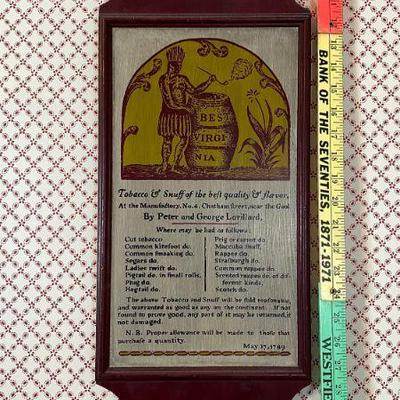 BEST
VIRGI
NIA
Tobacco & Snuff of the beſt quality & flavor,
At the Manufactory, No. 4, Chatham ſtreet, near the Gaol
By Peter and George Lorillard,
Where may be had as follows:
Cut tobacco
Common kitefoot do.
Common ſmoaking do.
Segars do.
Ladies twiſt do.
Pigtail do. in ſmall rolls,
Plug do.
Hogtail do.
Prig or carrot do.
Maccuba ſnuff,
Rappee do.
Straſburgh do.
Common rappee do.
Scented rappee do. of dif-
ferent kinds,
Scotch do.
The above Tobacco and Snuff will be ſold reaſonable,
and warranted as good as any on the continent. If not
found to prove good, any part of it may be returned, if
not damaged.
N. B. Proper allowance will be made to thoſe that
purchaſe a quantity.
May 17, 1789
BANK OF THE SEVENTIES, 1871-1971